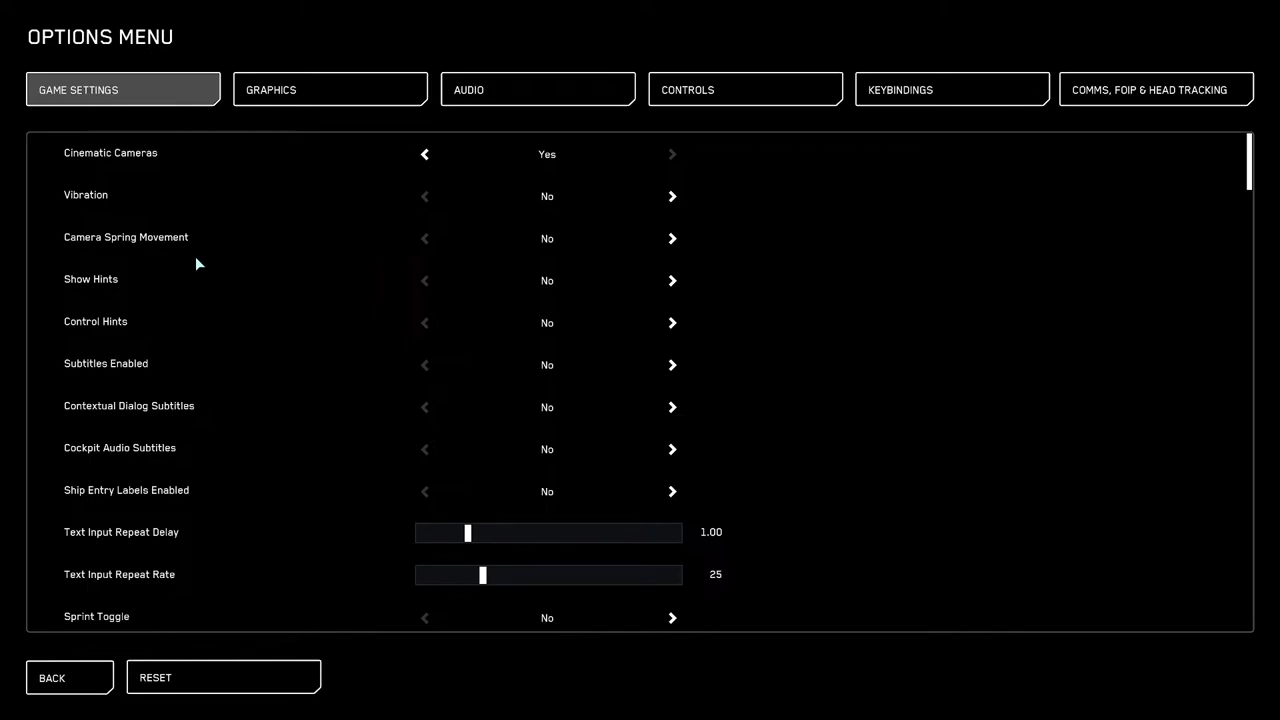 OPTIONS MENU
GAME SETTINGS GRAPHICS AUDIO CONTROLS KEYBINDINGS COMMS, FOIP & HEAD TRACKING
Cinematic Cameras Yes
Vibration No
Camera Spring Movement No
Show Hints No
Control Hints No
Subtitles Enabled No
Contextual Dialog Subtitles No
Cockpit Audio Subtitles No
Ship Entry Labels Enabled No
Text Input Repeat Delay 1.00
Text Input Repeat Rate 25
Sprint Toggle No
BACK RESET